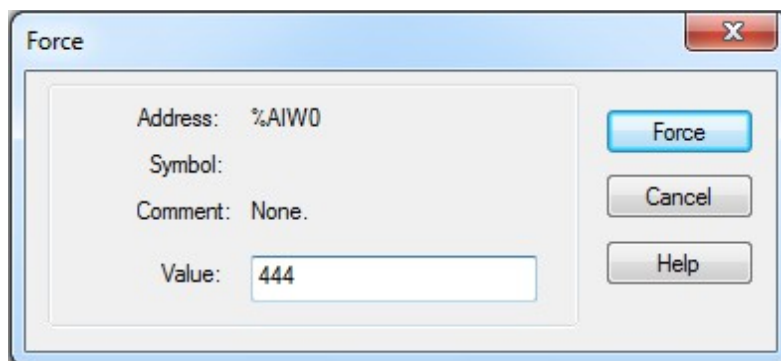 Force
Address: %AIW0
Symbol:
Comment: None.
Value: 444
Force
Cancel
Help